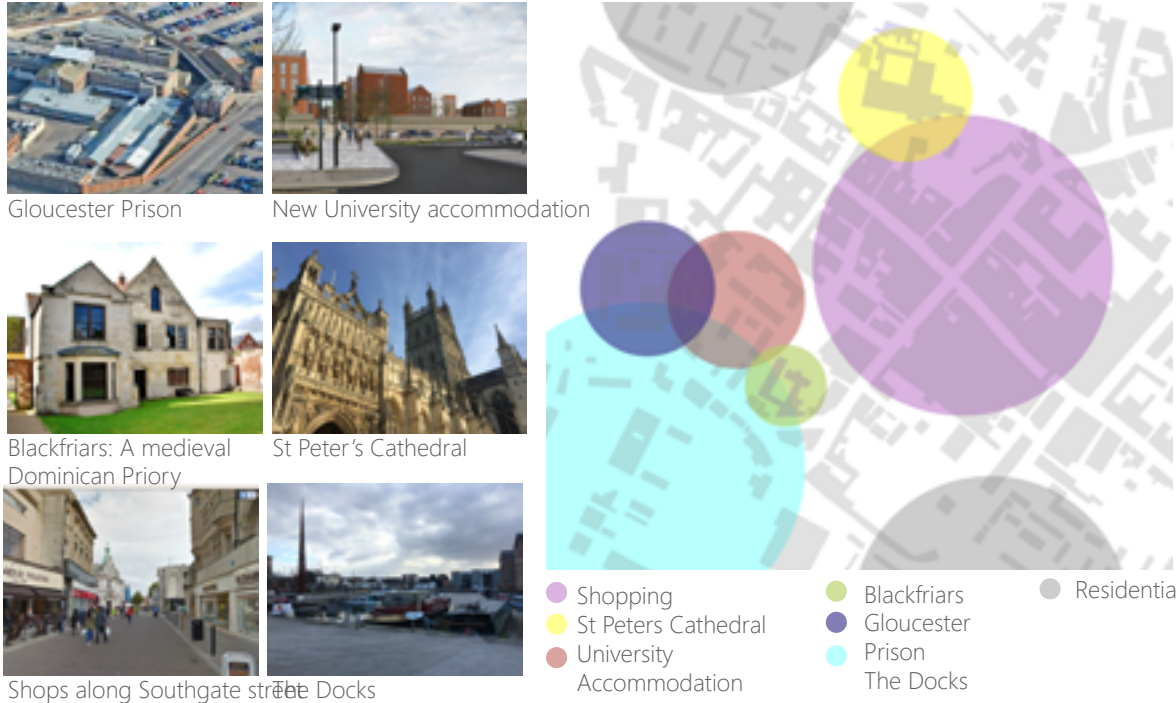 Gloucester Prison
New University accommodation
Blackfriars: A medieval
Dominican Priory
St Peter's Cathedral
Shops along Southgate street
The Docks
Shopping
St Peters Cathedral
University
Accommodation
Blackfriars
Gloucester
Prison
The Docks
Residentia